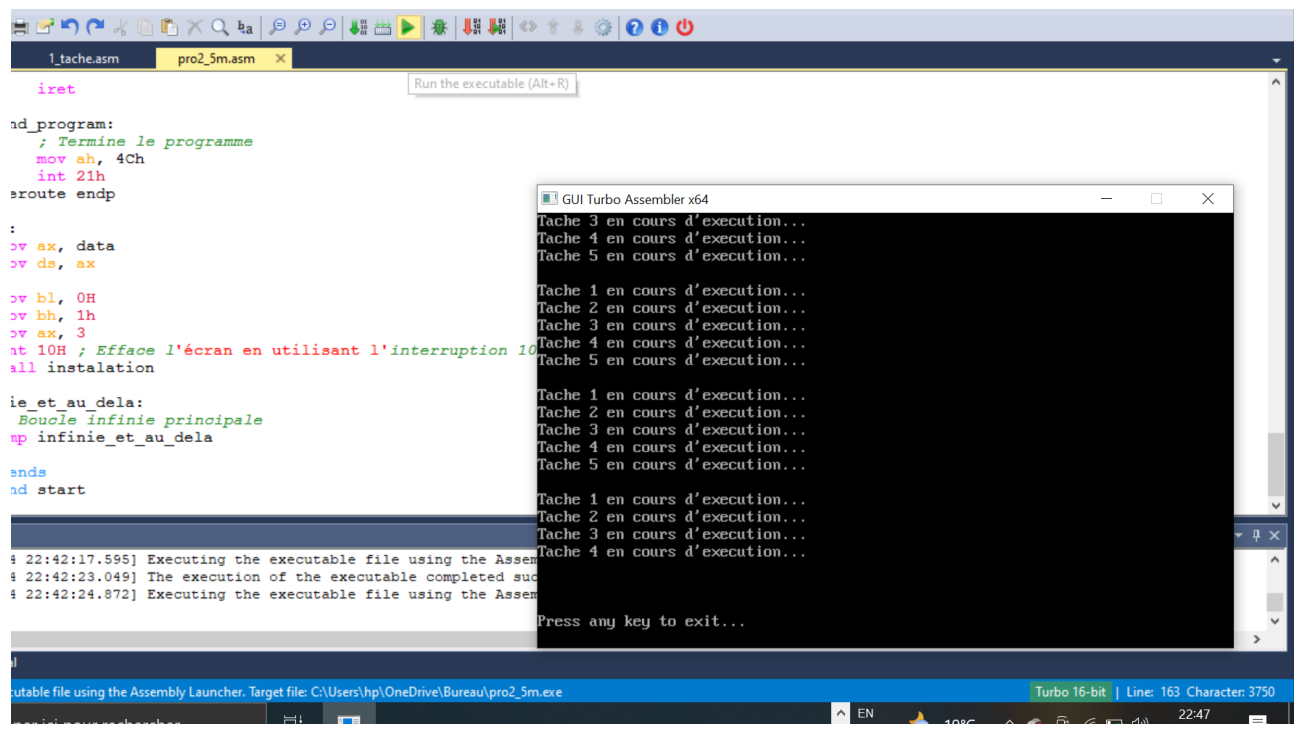 1_tache.asm pro2_5m.asm
Run the executable (Alt+R)
iret
nd_program:
; Termine le programme
mov ah, 4Ch
int 21h
eroute endp
:
ov ax, data
ov ds, ax
ov bl, 0H
ov bh, 1h
ov ax, 3
nt 10H ; Efface l'écran en utilisant l'interruption 10
all instalation
ie_et_au_dela:
Boucle infinie principale
mp infinie_et_au_dela
ends
nd start
GUI Turbo Assembler x64
Tache 3 en cours d'execution...
Tache 4 en cours d'execution...
Tache 5 en cours d'execution...
Tache 1 en cours d'execution...
Tache 2 en cours d'execution...
Tache 3 en cours d'execution...
Tache 4 en cours d'execution...
Tache 5 en cours d'execution...
Tache 1 en cours d'execution...
Tache 2 en cours d'execution...
Tache 3 en cours d'execution...
Tache 4 en cours d'execution...
Tache 5 en cours d'execution...
Tache 1 en cours d'execution...
Tache 2 en cours d'execution...
Tache 3 en cours d'execution...
Tache 4 en cours d'execution...
Press any key to exit...
4 22:42:17.595] Executing the executable file using the Assem
4 22:42:23.049] The execution of the executable completed suc
4 22:42:24.872] Executing the executable file using the Assem
al
cutable file using the Assembly Launcher. Target file: C:\Users\hp\OneDrive\Bureau\pro2_5m.exe
Turbo 16-bit | Line: 163 Character: 3750
EN
22:47